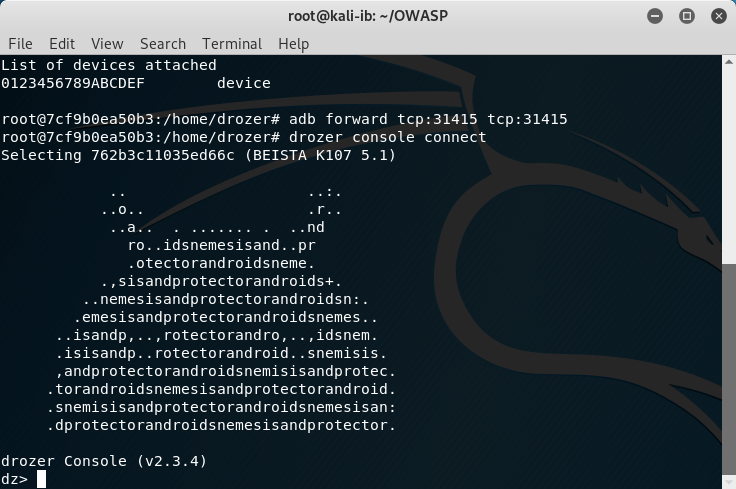 root@kali-ib: ~/OWASP
File Edit View Search Terminal Help
List of devices attached
0123456789ABCDEF        device
root@7cf9b0ea50b3:/home/drozer# adb forward tcp:31415 tcp:31415
root@7cf9b0ea50b3:/home/drozer# drozer console connect
Selecting 762b3c11035ed66c (BEISTA K107 5.1)
            ..                    ..:.
           ..o..                  .r..
            ..a..  . ....... .  ..nd
              ro..idsnemesisand..pr
              .otectorandroidsneme.
           .,sisandprotectorandroids+.
         ..nemesisandprotectorandroidsn:.
        .emesisandprotectorandroidsnemes..
      ..isandp,..,rotectorandro,..,idsnem.
      .isisandp..rotectorandroid..snemisis.
      ,andprotectorandroidsnemisisandprotec.
     .torandroidsnemesisandprotectorandroid.
     .snemisisandprotectorandroidsnemesisan:
     .dprotectorandroidsnemesisandprotector.
drozer Console (v2.3.4)
dz>